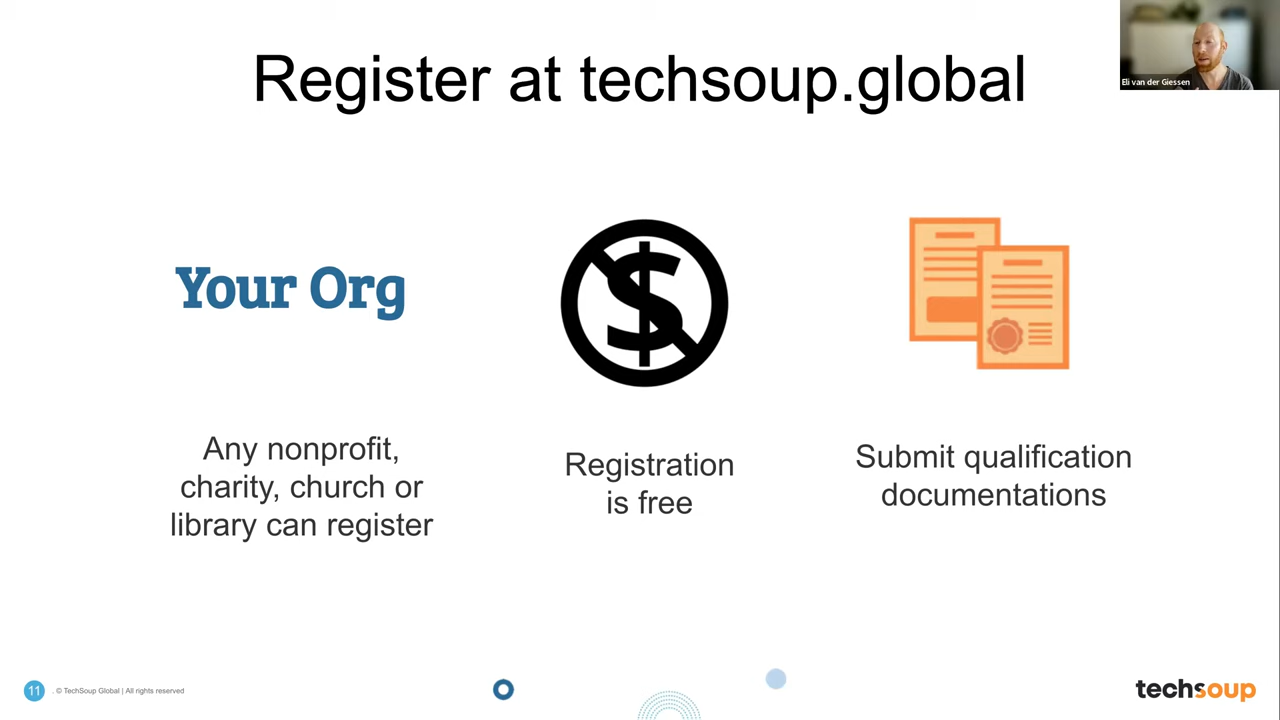 Register at techsoup.global
Eli van der Giessen
Your Org
$
Any nonprofit,
charity, church or
library can register
Registration
is free
Submit qualification
documentations
11
. © TechSoup Global | All rights reserved
techsoup